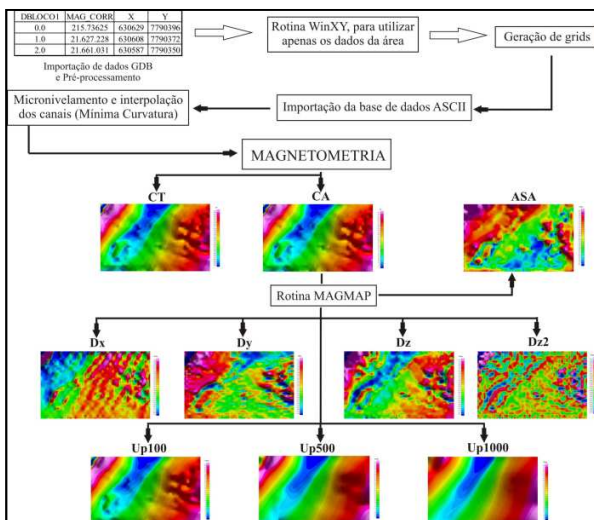 DBLOCO1 MAG_CORR X Y
0.0 215.73625 630629 7790396
1.0 21.627.228 630608 7790372
2.0 21.661.031 630587 7790350
Importação de dados GDB
e Pré-processamento
Rotina WinXY, para utilizar
apenas os dados da área
Geração de grids
Micronivelamento e interpolação
dos canais (Mínima Curvatura)
Importação da base de dados ASCII
MAGNETOMETRIA
CT
CA
ASA
Rotina MAGMAP
Dx
Dy
Dz
Dz2
Up100
Up500
Up1000